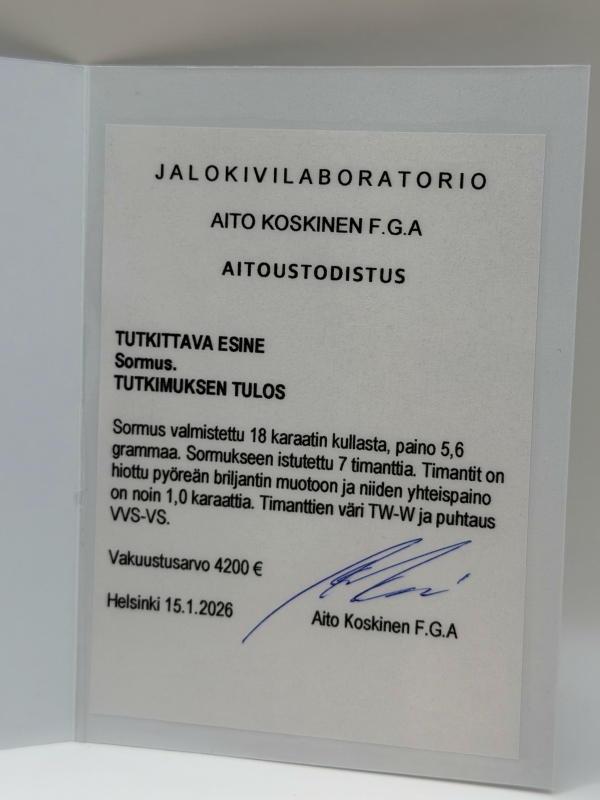 JALOKIVILABORATORIO
AITO KOSKINEN F.G.A
AITOUSTODISTUS
TUTKITTAVA ESINE
Sormus.
TUTKIMUKSEN TULOS
Sormus valmistettu 18 karaatin kullasta, paino 5,6
grammaa. Sormukseen istutettu 7 timanttia. Timantit on
hiottu pyöreän briljantin muotoon ja niiden yhteispaino
on noin 1,0 karaattia. Timanttien väri TW-W ja puhtaus
VVS-VS.
Vakuustusarvo 4200 €
Helsinki 15.1.2026
Aito Koskinen F.G.A